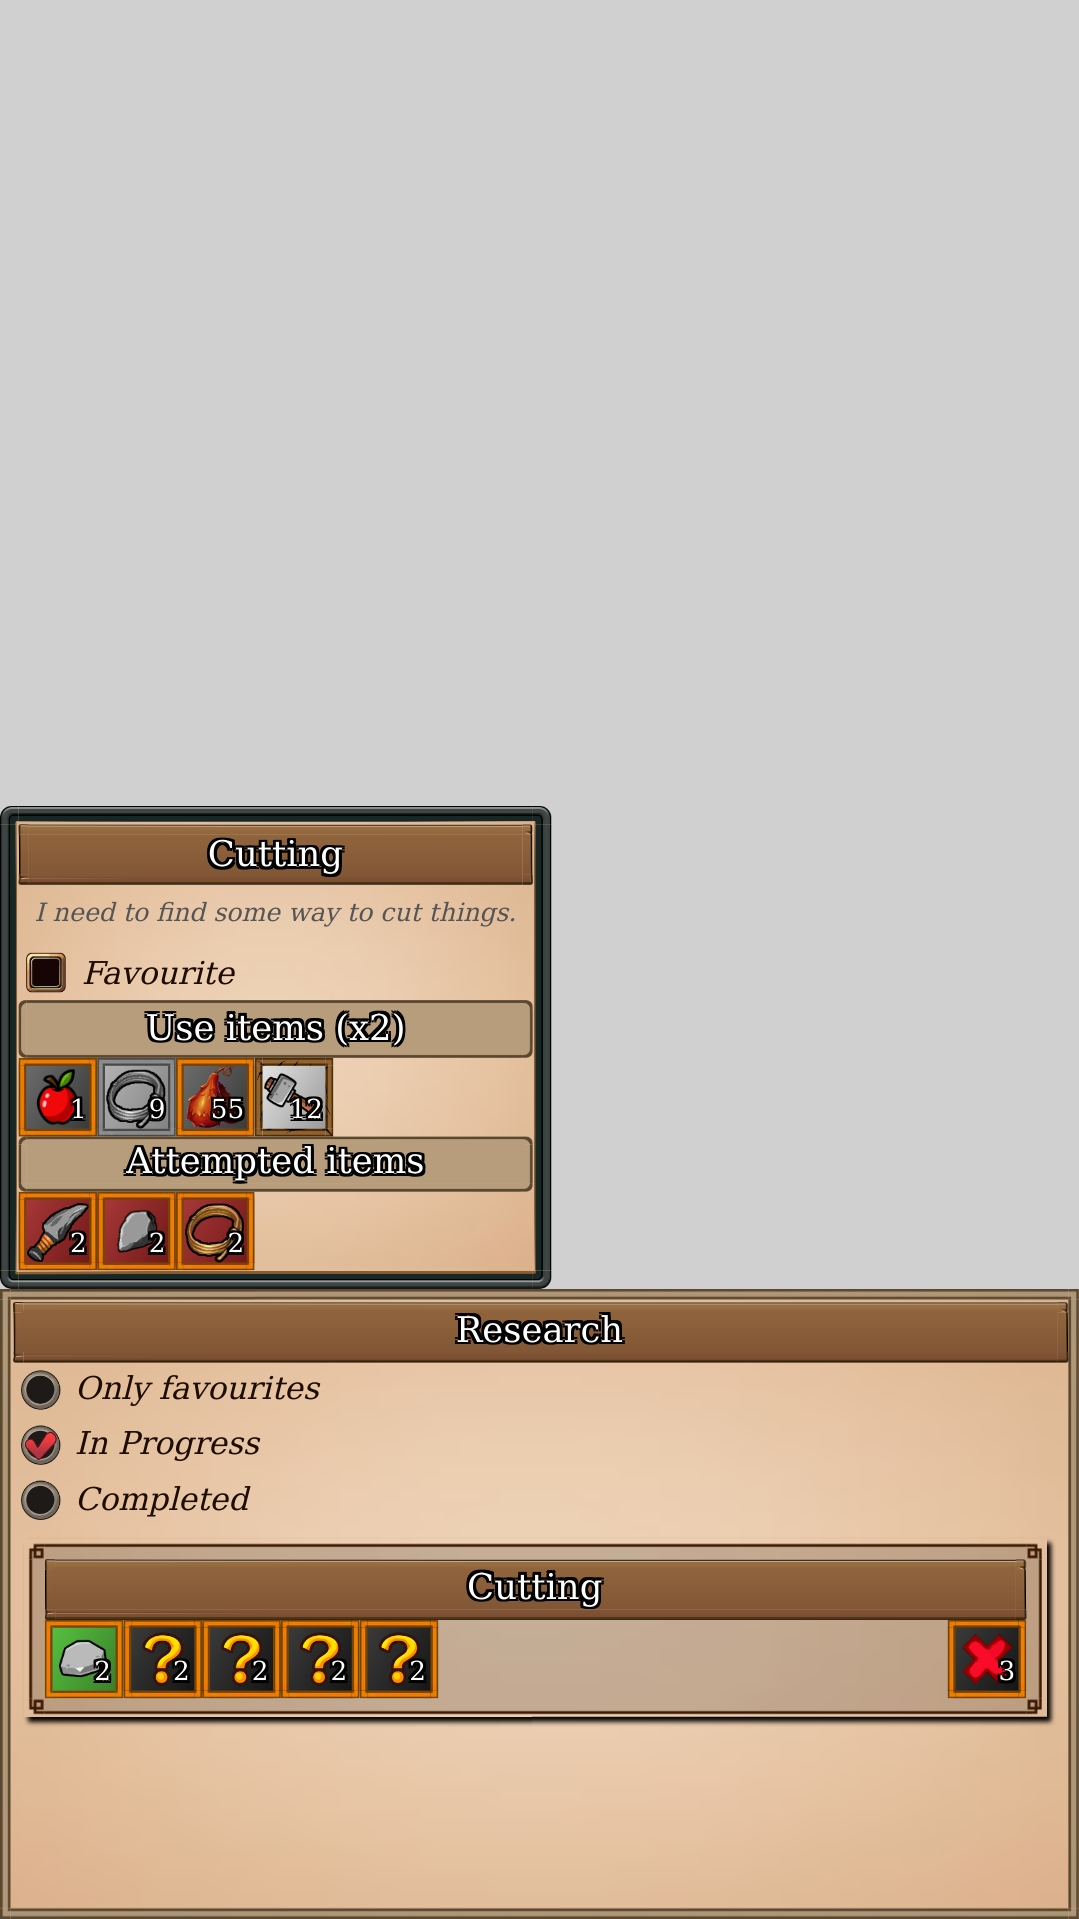 Cutting
I need to find some way to cut things.
Favourite
Use items (x2)
1 9 55 12
Attempted items
2 2 2
Research
Only favourites
In Progress
Completed
Cutting
2 ?2 ?2 ?2 ?2 3